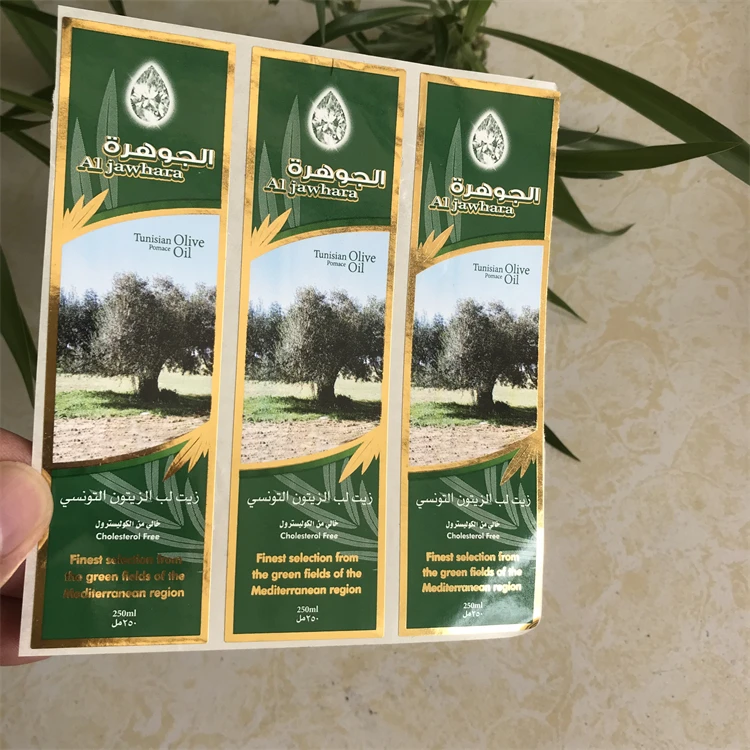 الجوهرة
Al jawhara
Tunisian Olive
Pomace Oil
زيت لب الزيتون التونسي
خالي من الكوليسترول
Cholesterol Free
Finest selection from
the green fields of the
Mediterranean region
250ml
٢٥٠مل
الجوهرة
Al jawhara
Tunisian Olive
Pomace Oil
زيت لب الزيتون التونسي
خالي من الكوليسترول
Cholesterol Free
Finest selection from
the green fields of the
Mediterranean region
250ml
٢٥٠مل
الجوهرة
Al jawhara
Tunisian Olive
Pomace Oil
زيت لب الزيتون التونسي
خالي من الكوليسترول
Cholesterol Free
Finest selection from
the green fields of the
Mediterranean region
250ml
٢٥٠مل